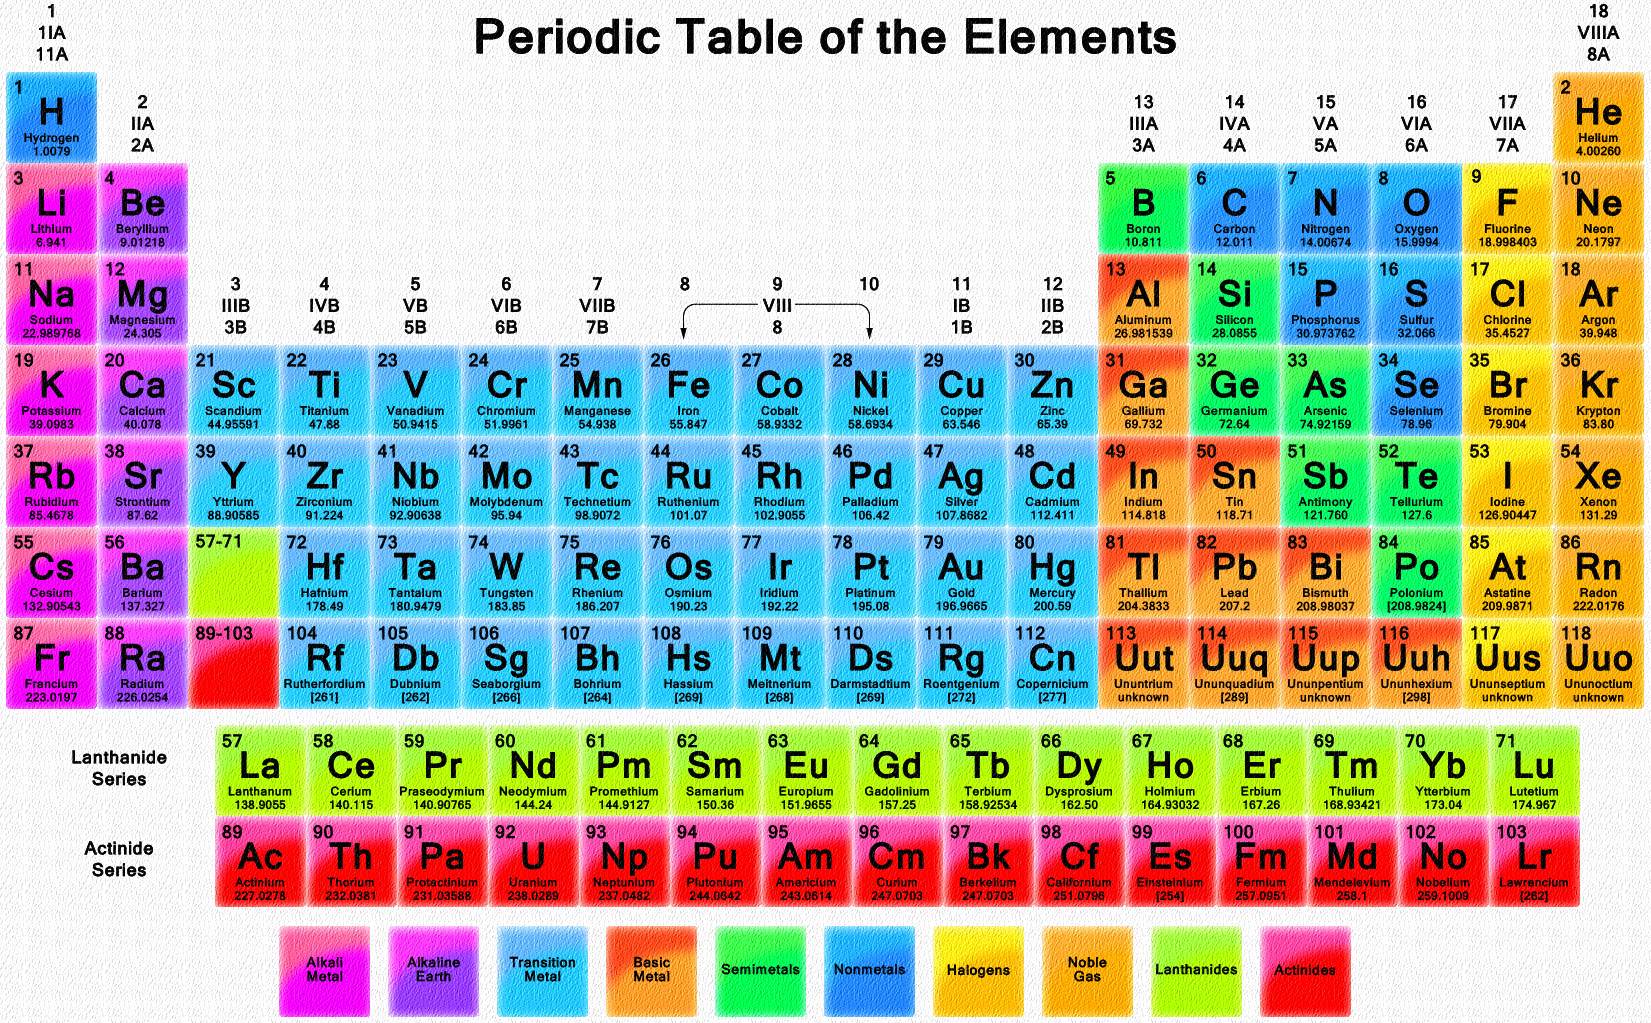 Periodic Table of the Elements
1
1IA
11A
18
VIIIA
8A
1
H
Hydrogen
1.0079
2
IIA
2A
13
IIIA
3A
14
IVA
4A
15
VA
5A
16
VIA
6A
17
VIIA
7A
2
He
Helium
4.00260
3
Li
Lithium
6.941
4
Be
Beryllium
9.01218
5
B
Boron
10.811
6
C
Carbon
12.011
7
N
Nitrogen
14.00674
8
O
Oxygen
15.9994
9
F
Fluorine
18.998403
10
Ne
Neon
20.1797
11
Na
Sodium
22.989768
12
Mg
Magnesium
24.305
3
IIIB
3B
4
IVB
4B
5
VB
5B
6
VIB
6B
7
VIIB
7B
8
9
10
VIII
8
11
IB
1B
12
IIB
2B
13
Al
Aluminum
26.981539
14
Si
Silicon
28.0855
15
P
Phosphorus
30.973762
16
S
Sulfur
32.066
17
Cl
Chlorine
35.4527
18
Ar
Argon
39.948
19
K
Potassium
39.0983
20
Ca
Calcium
40.078
21
Sc
Scandium
44.95591
22
Ti
Titanium
47.88
23
V
Vanadium
50.9415
24
Cr
Chromium
51.9961
25
Mn
Manganese
54.938
26
Fe
Iron
55.847
27
Co
Cobalt
58.9332
28
Ni
Nickel
58.6934
29
Cu
Copper
63.546
30
Zn
Zinc
65.39
31
Ga
Gallium
69.732
32
Ge
Germanium
72.64
33
As
Arsenic
74.92159
34
Se
Selenium
78.96
35
Br
Bromine
79.904
36
Kr
Krypton
83.80
37
Rb
Rubidium
85.4678
38
Sr
Strontium
87.62
39
Y
Yttrium
88.90585
40
Zr
Zirconium
91.224
41
Nb
Niobium
92.90638
42
Mo
Molybdenum
95.94
43
Tc
Technetium
98.9072
44
Ru
Ruthenium
101.07
45
Rh
Rhodium
102.9055
46
Pd
Palladium
106.42
47
Ag
Silver
107.8682
48
Cd
Cadmium
112.411
49
In
Indium
114.818
50
Sn
Tin
118.71
51
Sb
Antimony
121.760
52
Te
Tellurium
127.6
53
I
Iodine
126.90447
54
Xe
Xenon
131.29
55
Cs
Cesium
132.90543
56
Ba
Barium
137.327
57-71
72
Hf
Hafnium
178.49
73
Ta
Tantalum
180.9479
74
W
Tungsten
183.85
75
Re
Rhenium
186.207
76
Os
Osmium
190.23
77
Ir
Iridium
192.22
78
Pt
Platinum
195.08
79
Au
Gold
196.9665
80
Hg
Mercury
200.59
81
Tl
Thallium
204.3833
82
Pb
Lead
207.2
83
Bi
Bismuth
208.98037
84
Po
Polonium
[208.9824]
85
At
Astatine
209.9871
86
Rn
Radon
222.0176
87
Fr
Francium
223.0197
88
Ra
Radium
226.0254
89-103
104
Rf
Rutherfordium
[261]
105
Db
Dubnium
[262]
106
Sg
Seaborgium
[266]
107
Bh
Bohrium
[264]
108
Hs
Hassium
[269]
109
Mt
Meitnerium
[268]
110
Ds
Darmstadtium
[269]
111
Rg
Roentgenium
[272]
112
Cn
Copernicium
[277]
113
Uut
Ununtrium
unknown
114
Uuq
Ununquadium
[289]
115
Uup
Ununpentium
unknown
116
Uuh
Ununhexium
[298]
117
Uus
Ununseptium
unknown
118
Uuo
Ununoctium
unknown
Lanthanide
Series
57
La
Lanthanum
138.9055
58
Ce
Cerium
140.115
59
Pr
Praseodymium
140.90765
60
Nd
Neodymium
144.24
61
Pm
Promethium
144.9127
62
Sm
Samarium
150.36
63
Eu
Europium
151.9655
64
Gd
Gadolinium
157.25
65
Tb
Terbium
158.92534
66
Dy
Dysprosium
162.50
67
Ho
Holmium
164.93032
68
Er
Erbium
167.26
69
Tm
Thulium
168.93421
70
Yb
Ytterbium
173.04
71
Lu
Lutetium
174.967
Actinide
Series
89
Ac
Actinium
227.0278
90
Th
Thorium
232.0381
91
Pa
Protactinium
231.03588
92
U
Uranium
238.0289
93
Np
Neptunium
237.0482
94
Pu
Plutonium
244.0642
95
Am
Americium
243.0614
96
Cm
Curium
247.0703
97
Bk
Berkelium
247.0703
98
Cf
Californium
251.0796
99
Es
Einsteinium
[254]
100
Fm
Fermium
257.0951
101
Md
Mendelevium
258.1
102
No
Nobelium
259.1009
103
Lr
Lawrencium
[262]
Alkali
Metal
Alkaline
Earth
Transition
Metal
Basic
Metal
Semimetals
Nonmetals
Halogens
Noble
Gas
Lanthanides
Actinides